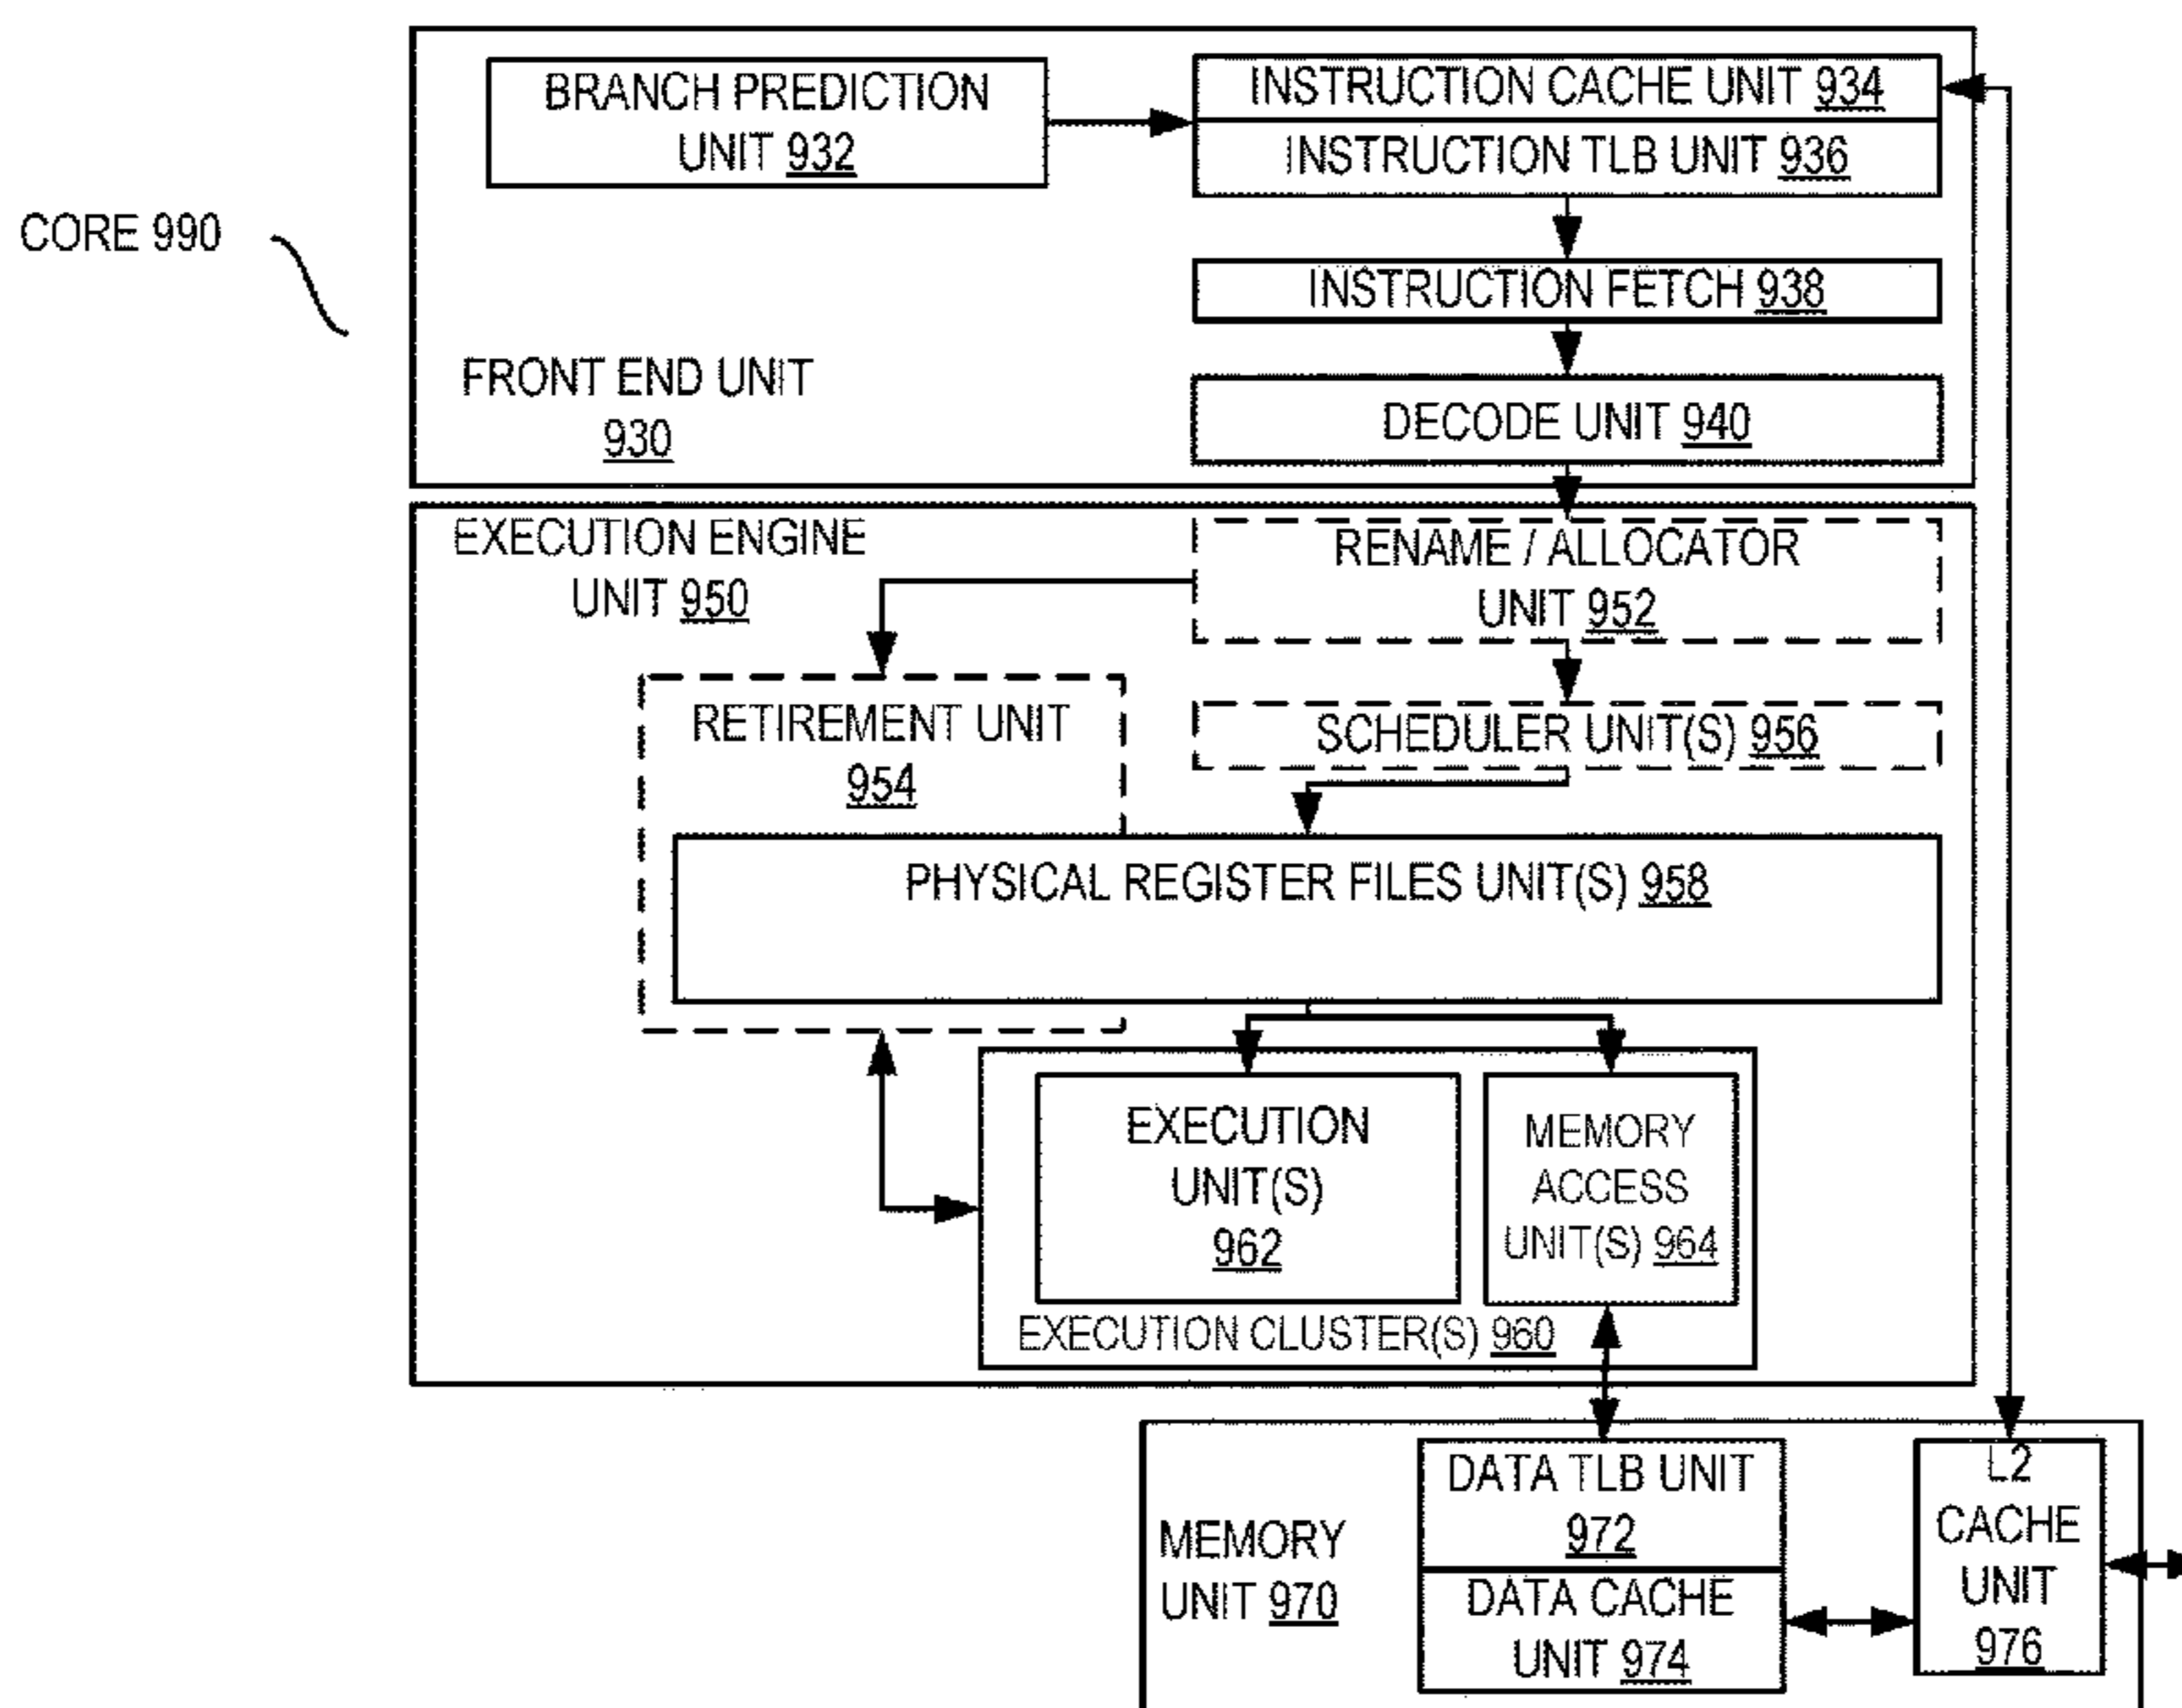 BRANCH PREDICTION
UNIT 932
INSTRUCTION CACHE UNIT 934
INSTRUCTION TLB UNIT 936
CORE 990
INSTRUCTION FETCH 938
FRONT END UNIT
930
DECODE UNIT 940
EXECUTION ENGINE
UNIT 950
RENAME / ALLOCATOR
UNIT 952
RETIREMENT UNIT
954
SCHEDULER UNIT(S) 956
PHYSICAL REGISTER FILES UNIT(S) 958
EXECUTION
UNIT(S)
962
MEMORY
ACCESS
UNIT(S) 964
EXECUTION CLUSTER(S) 960
MEMORY
UNIT 970
DATA TLB UNIT
972
DATA CACHE
UNIT 974
L2
CACHE
UNIT
976